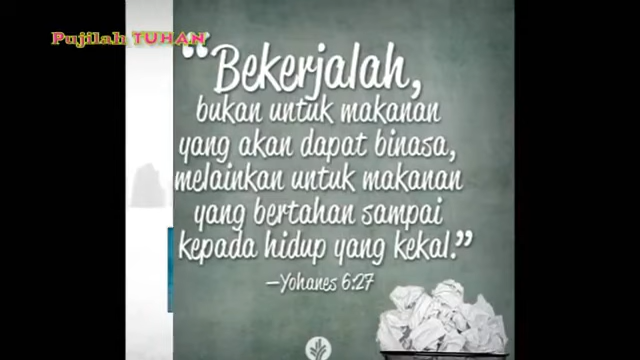 Pujilah TUHAN
“Bekerjalah,
bukan untuk makanan
yang akan dapat binasa,
melainkan untuk makanan
yang bertahan sampai
kepada hidup yang kekal.”
–Yohanes 6:27